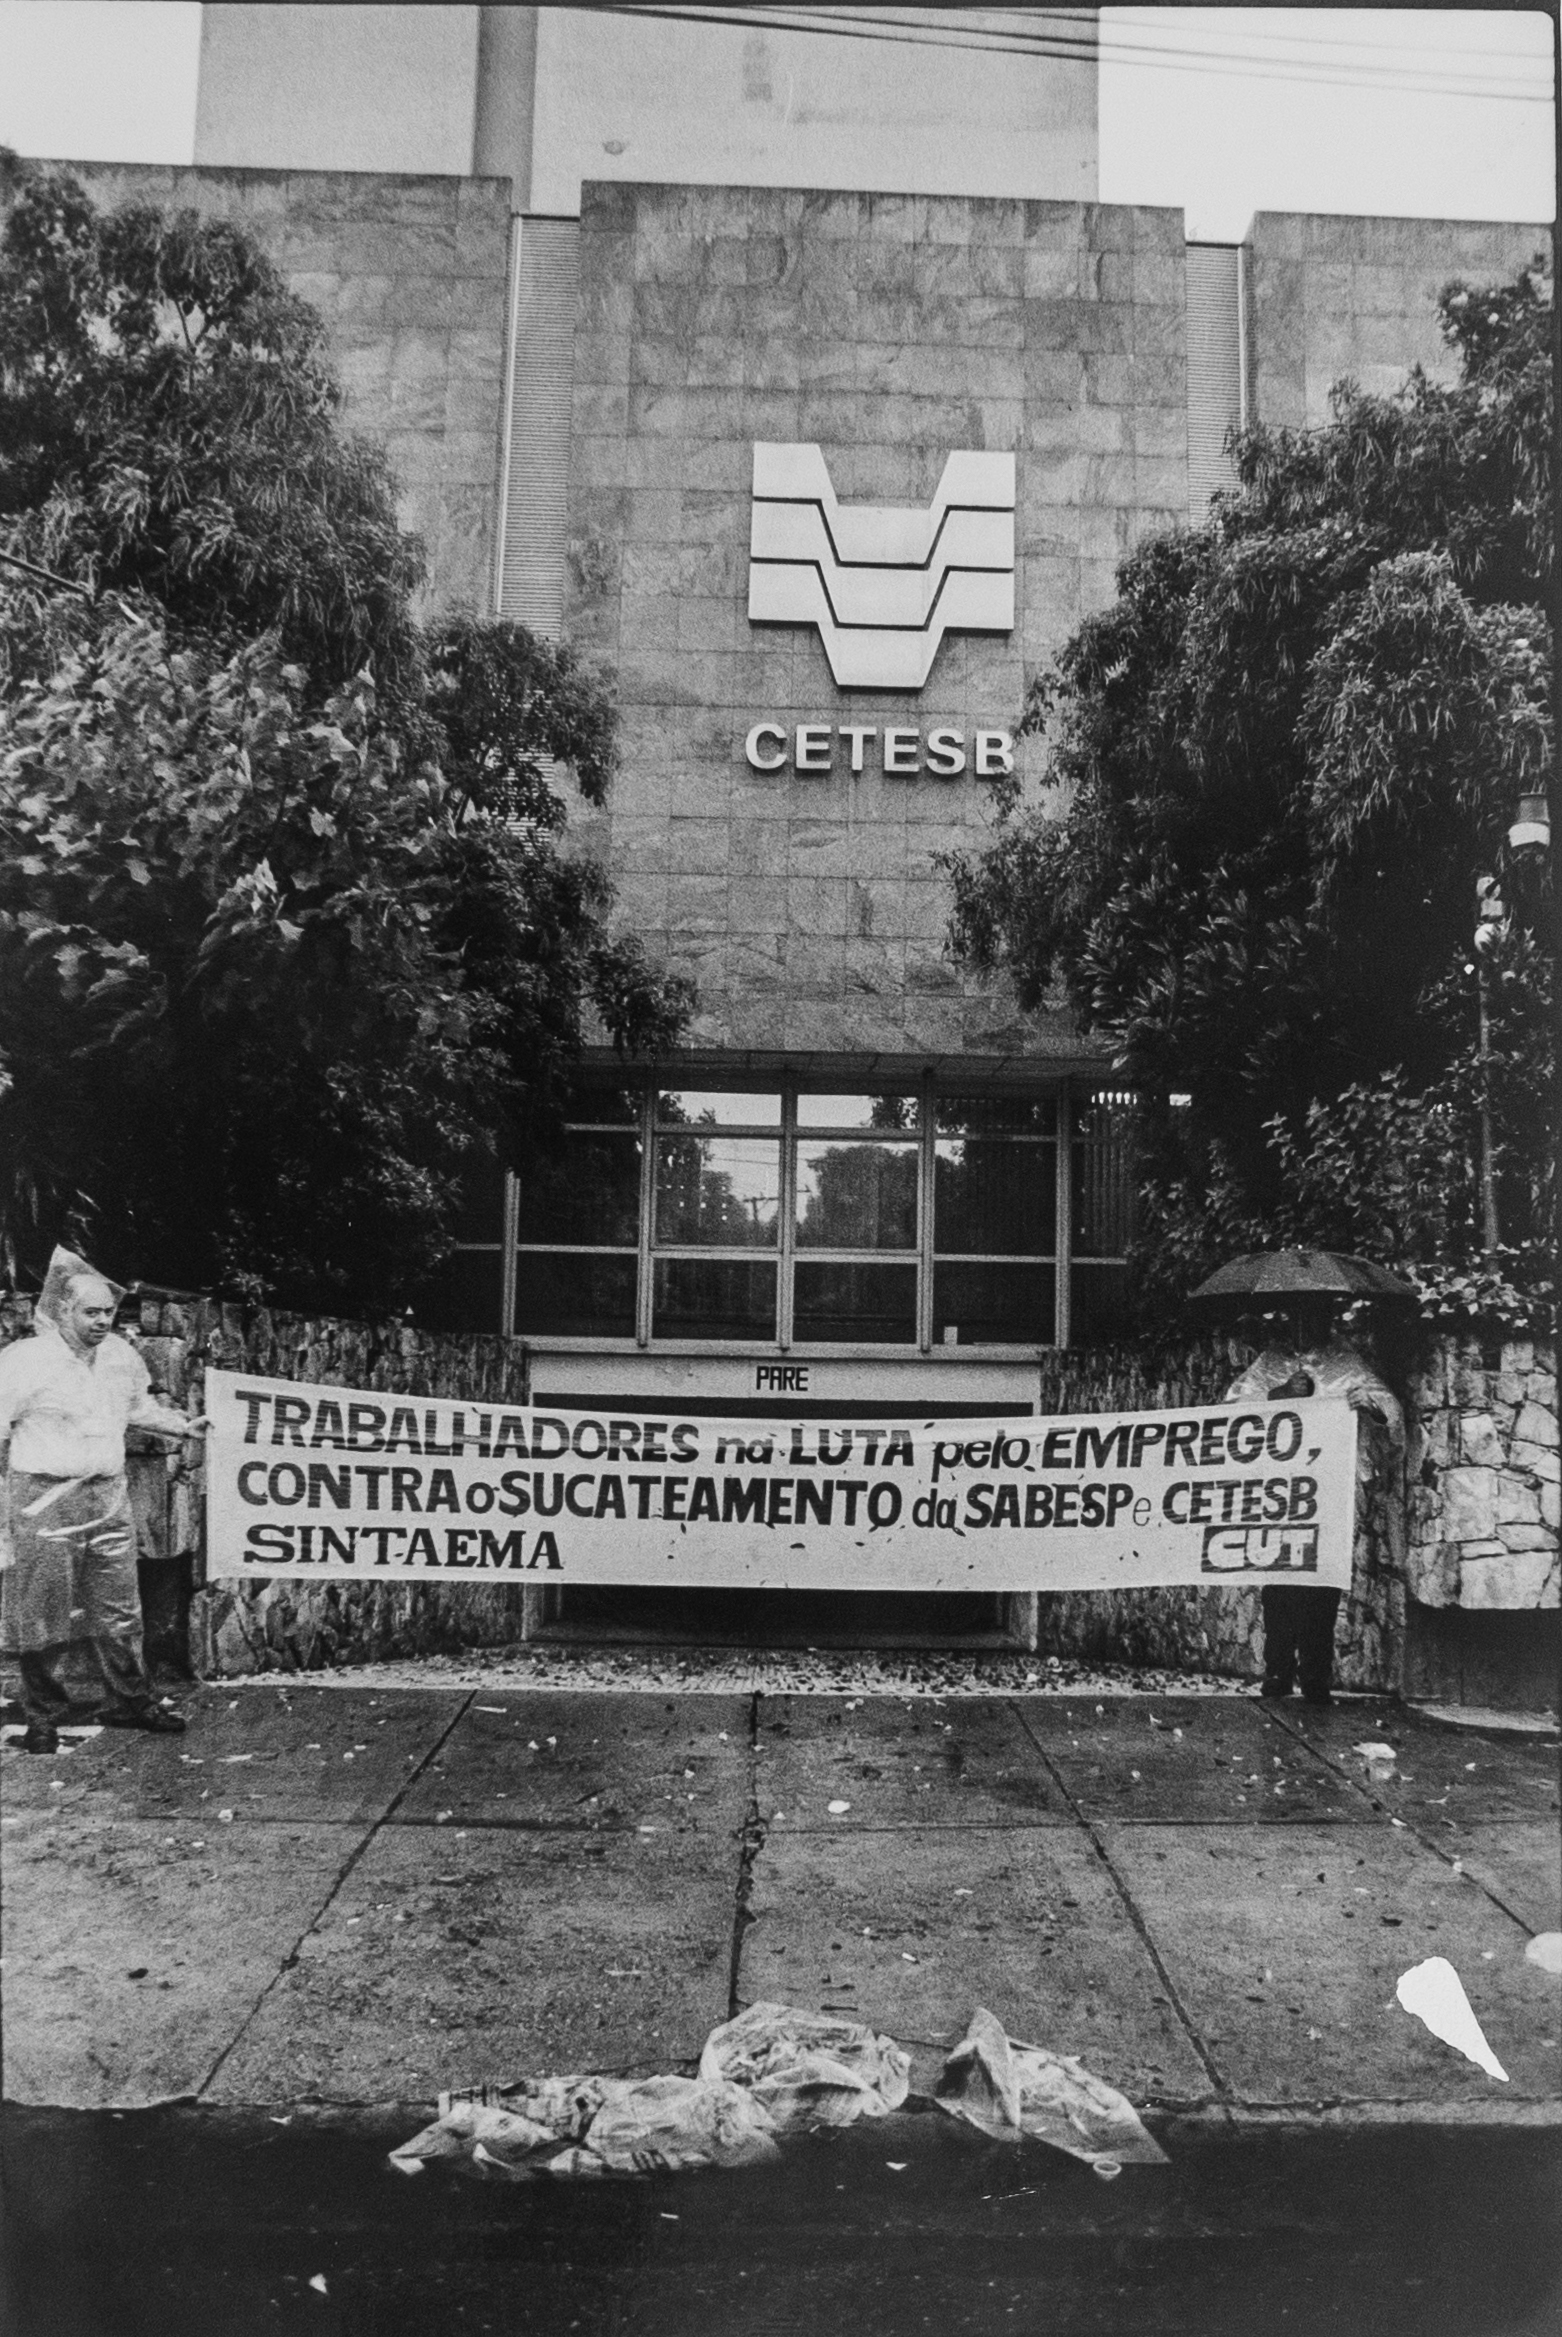 CETESB
PARE
TRABALHADORES na LUTA pelo EMPREGO,
CONTRA o SUCATEAMENTO da SABESP e CETESB
SINTAEMA
CUT